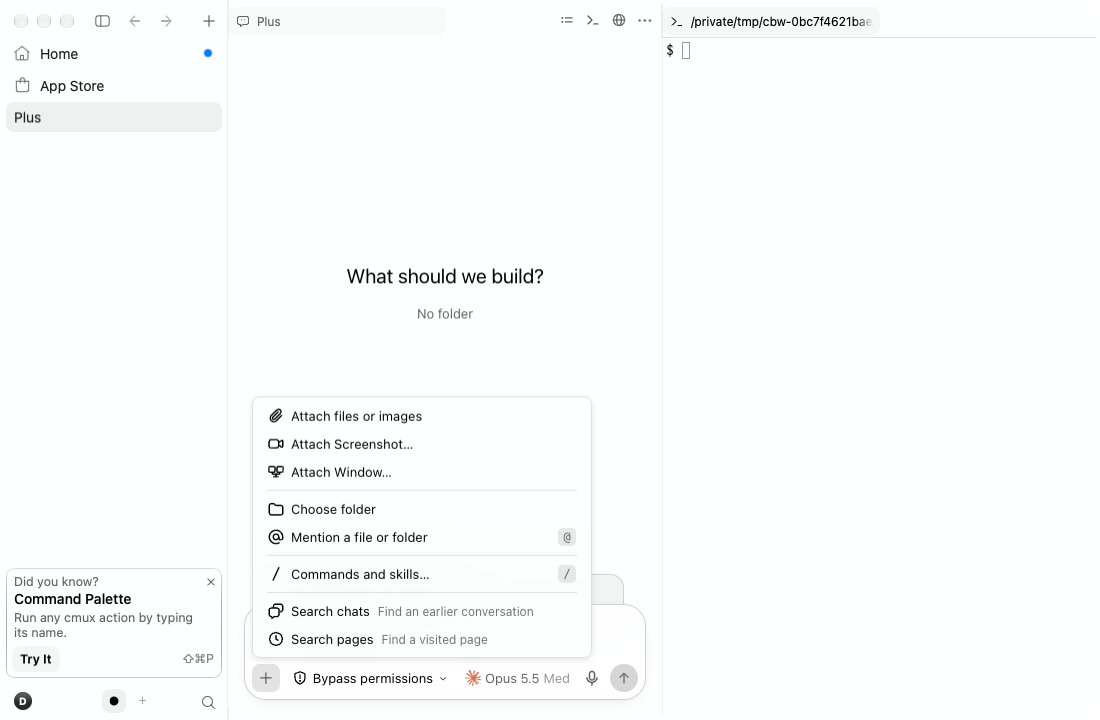 Home
App Store
Plus
Did you know?
Command Palette
Run any cmux action by typing
its name.
Try It
⇧⌘P
D
Plus
What should we build?
No folder
Attach files or images
Attach Screenshot...
Attach Window...
Choose folder
Mention a file or folder @
Commands and skills... /
Search chats Find an earlier conversation
Search pages Find a visited page
Bypass permissions
Opus 5.5 Med
/private/tmp/cbw-0bc7f4621bae
$